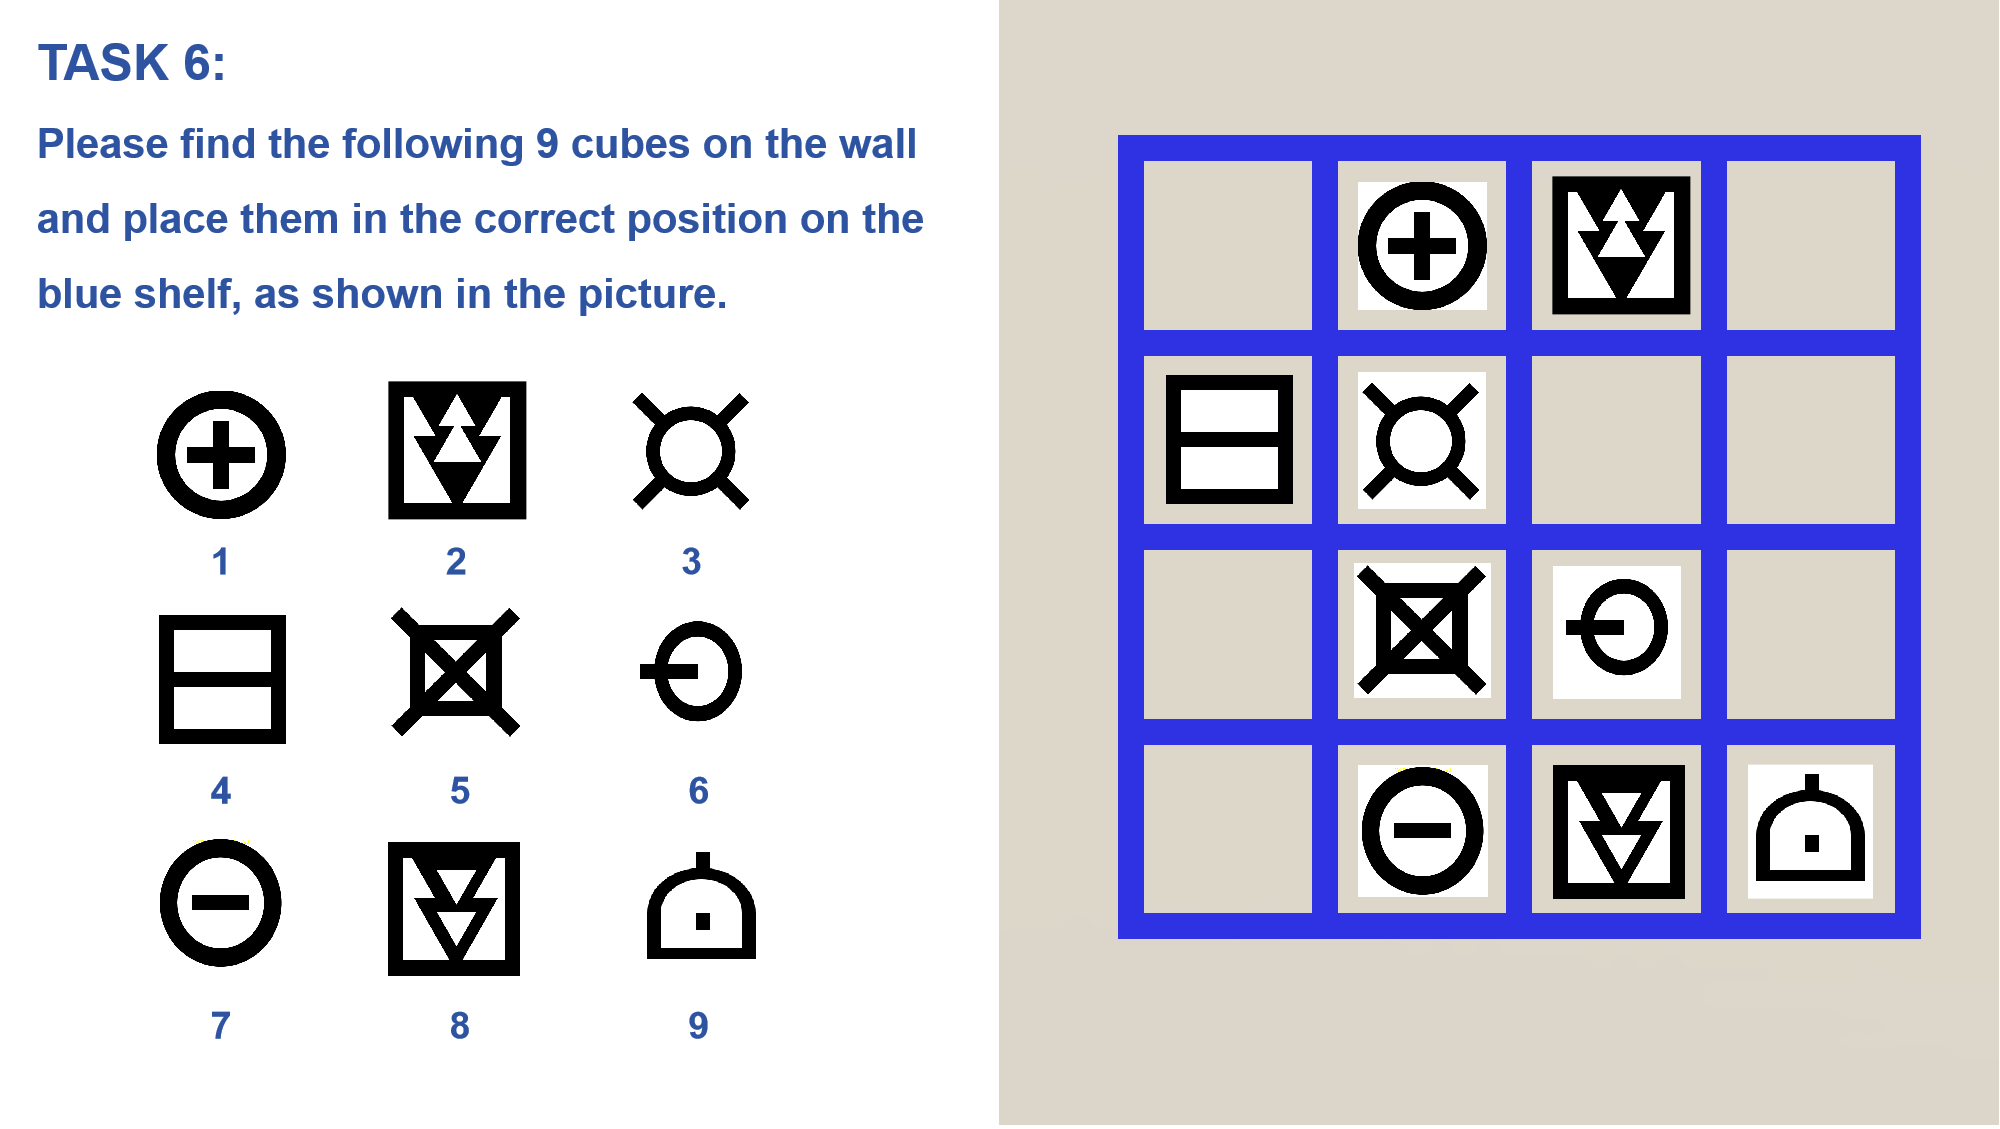 TASK 6:
Please find the following 9 cubes on the wall
and place them in the correct position on the
blue shelf, as shown in the picture.
1 2 3
4 5 6
7 8 9